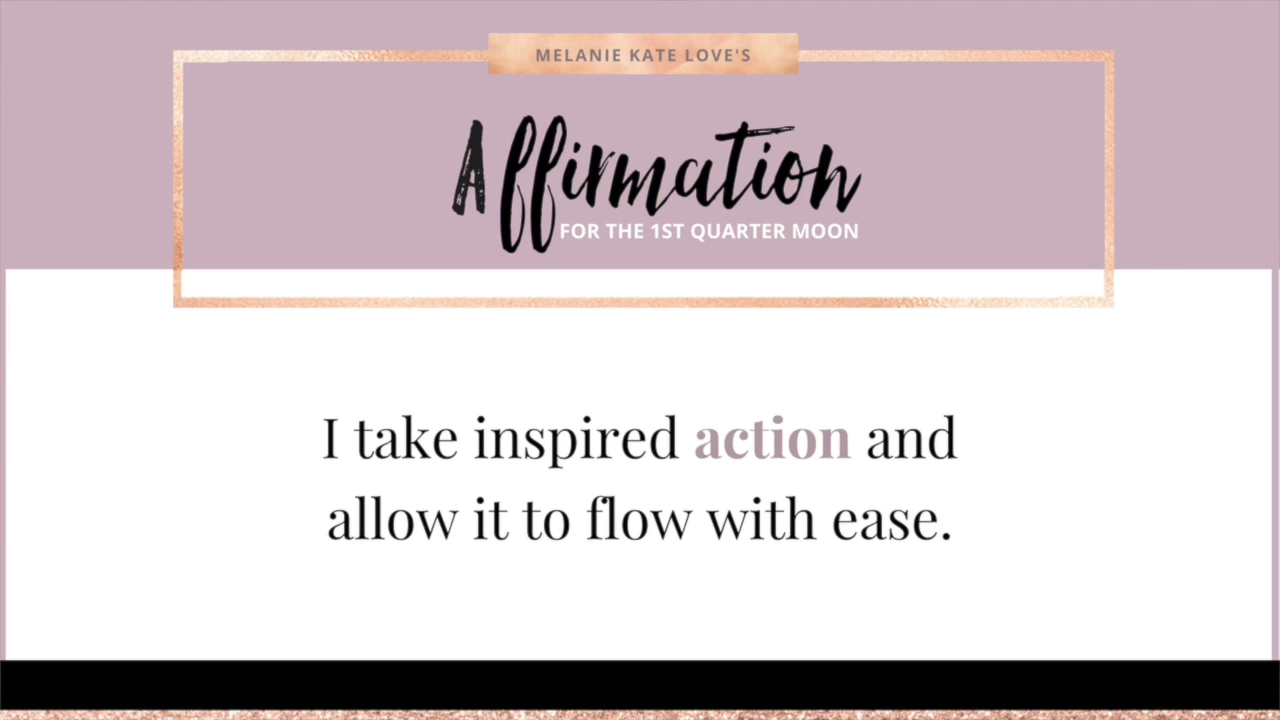 MELANIE KATE LOVE'S
Affirmation
FOR THE 1ST QUARTER MOON
I take inspired action and
allow it to flow with ease.